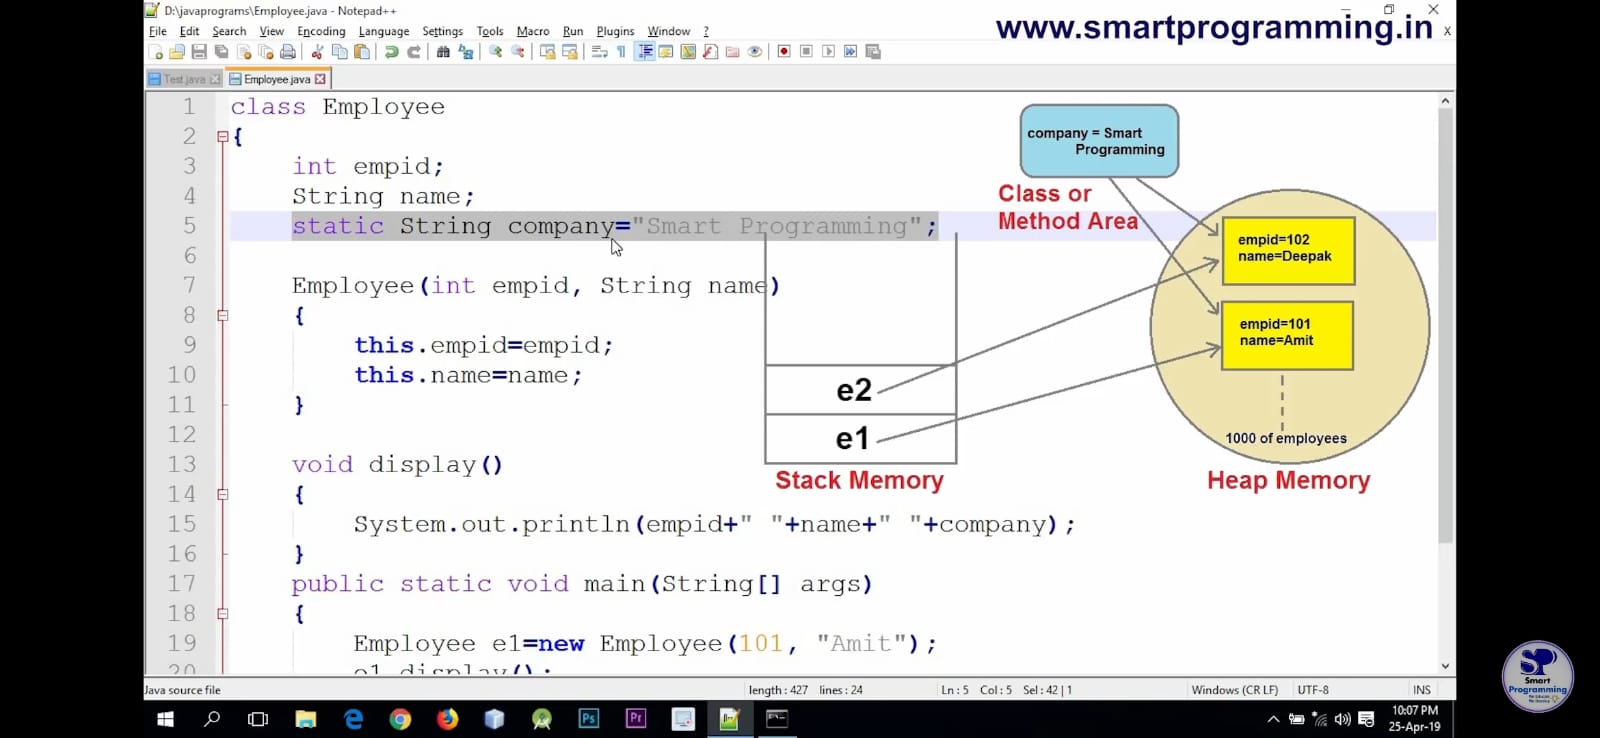 D:\javaprograms\Employee.java - Notepad++
www.smartprogramming.in
File Edit Search View Encoding Language Settings Tools Macro Run Plugins Window ? X
Test.java Employee.java
1 class Employee
2 {
3 int empid;
4 String name;
5 static String company="Smart Programming";
6
7 Employee(int empid, String name)
8 {
9 this.empid=empid;
10 this.name=name;
11 }
12
13 void display()
14 {
15 System.out.println(empid+" "+name+" "+company);
16 }
17 public static void main(String[] args)
18 {
19 Employee e1=new Employee(101, "Amit");
20 e1.display();
company = Smart
Programming
Class or
Method Area
empid=102
name=Deepak
empid=101
name=Amit
1000 of employees
e2
e1
Stack Memory
Heap Memory
Java source file length : 427 lines : 24 Ln : 5 Col : 5 Sel : 42 | 1 Windows (CR LF) UTF-8 INS
Ps Pr
10:07 PM
25-Apr-19
SP
Smart
Programming